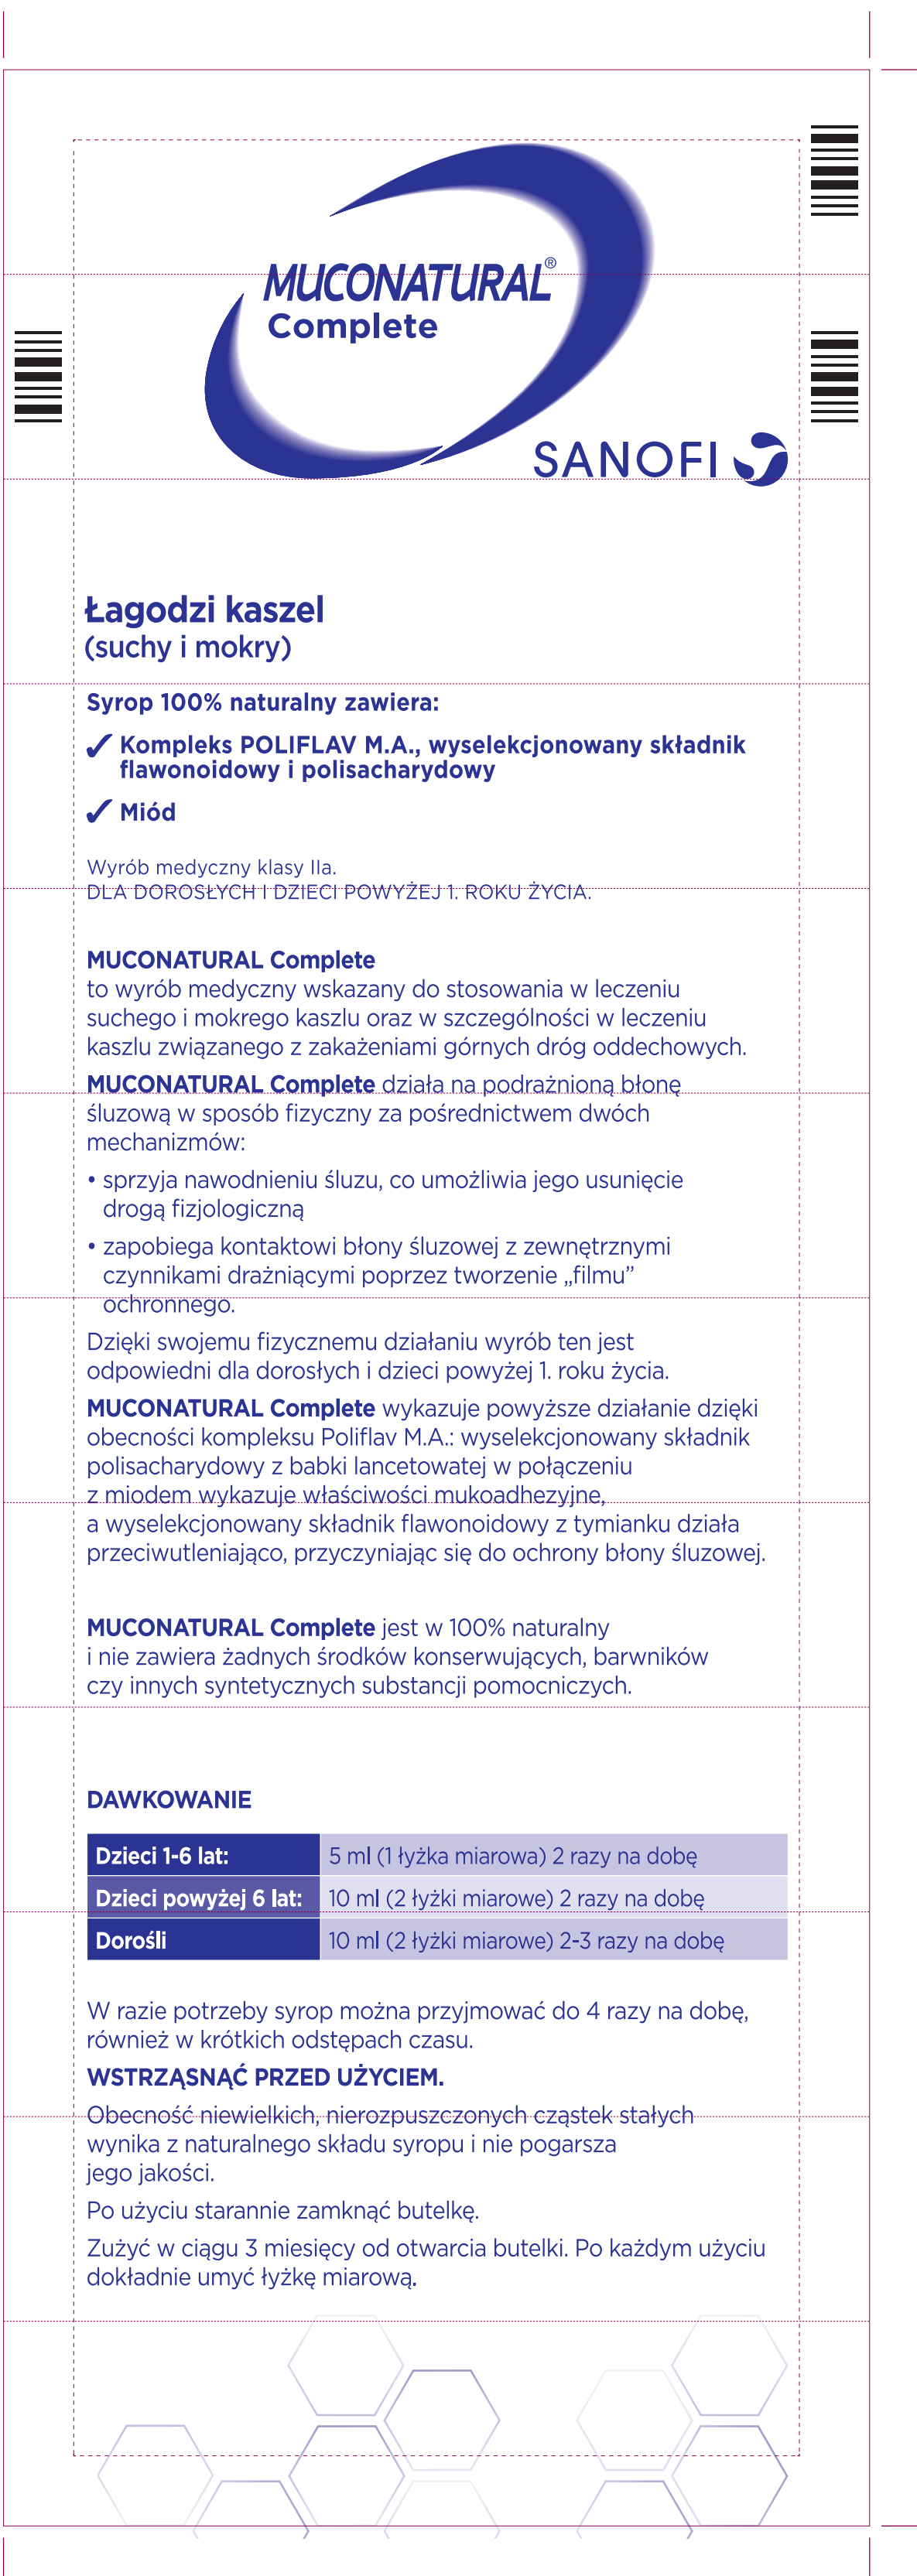 MUCONATURAL®
Complete
SANOFI
Łagodzi kaszel
(suchy i mokry)
Syrop 100% naturalny zawiera:
✓ Kompleks POLIFLAV M.A., wyselekcjonowany składnik
flawonoidowy i polisacharydowy
✓ Miód
Wyrób medyczny klasy IIa.
DLA DOROSŁYCH I DZIECI POWYŻEJ 1. ROKU ŻYCIA.
MUCONATURAL Complete
to wyrób medyczny wskazany do stosowania w leczeniu
suchego i mokrego kaszlu oraz w szczególności w leczeniu
kaszlu związanego z zakażeniami górnych dróg oddechowych.
MUCONATURAL Complete działa na podrażnioną błonę
śluzową w sposób fizyczny za pośrednictwem dwóch
mechanizmów:
• sprzyja nawodnieniu śluzu, co umożliwia jego usunięcie
drogą fizjologiczną
• zapobiega kontaktowi błony śluzowej z zewnętrznymi
czynnikami drażniącymi poprzez tworzenie „filmu”
ochronnego.
Dzięki swojemu fizycznemu działaniu wyrób ten jest
odpowiedni dla dorosłych i dzieci powyżej 1. roku życia.
MUCONATURAL Complete wykazuje powyższe działanie dzięki
obecności kompleksu Poliflav M.A.: wyselekcjonowany składnik
polisacharydowy z babki lancetowatej w połączeniu
z miodem wykazuje właściwości mukoadhezyjne,
a wyselekcjonowany składnik flawonoidowy z tymianku działa
przeciwutleniająco, przyczyniając się do ochrony błony śluzowej.
MUCONATURAL Complete jest w 100% naturalny
i nie zawiera żadnych środków konserwujących, barwników
czy innych syntetycznych substancji pomocniczych.
DAWKOWANIE
Dzieci 1-6 lat: 5 ml (1 łyżka miarowa) 2 razy na dobę
Dzieci powyżej 6 lat: 10 ml (2 łyżki miarowe) 2 razy na dobę
Dorośli 10 ml (2 łyżki miarowe) 2-3 razy na dobę
W razie potrzeby syrop można przyjmować do 4 razy na dobę,
również w krótkich odstępach czasu.
WSTRZĄSNĄĆ PRZED UŻYCIEM.
Obecność niewielkich, nierozpuszczonych cząstek stałych
wynika z naturalnego składu syropu i nie pogarsza
jego jakości.
Po użyciu starannie zamknąć butelkę.
Zużyć w ciągu 3 miesięcy od otwarcia butelki. Po każdym użyciu
dokładnie umyć łyżkę miarową.